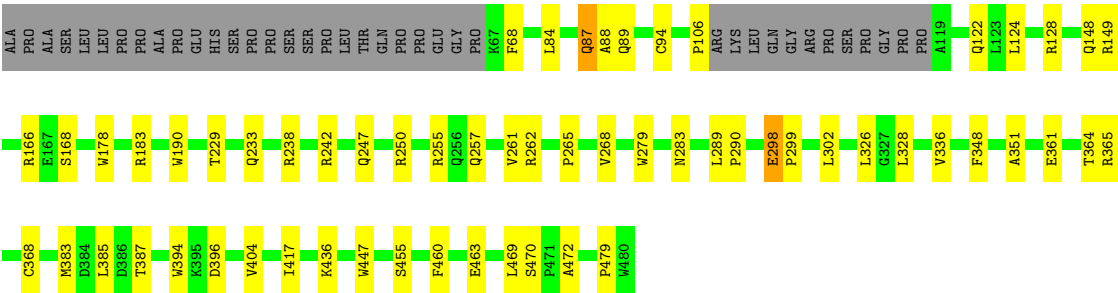 ALA PRO ALA SER LEU LEU PRO PRO ALA PRO GLU HIS SER PRO PRO SER SER PRO LEU THR GLN PRO PRO GLU GLY PRO K67 F68 L84 Q87 A88 Q89 C94 P106 ARG LYS LEU GLN GLY ARG PRO SER PRO GLY PRO PRO A119 Q122 L123 L124 R128 Q148 R149
R166 E167 S168 W178 R183 W190 T229 Q233 R238 R242 Q247 R250 R255 Q256 Q257 V261 R262 P265 V268 W279 N283 L289 P290 E298 P299 L302 L326 G327 L328 V336 F348 A351 E361 T364 R365
C368 M383 D384 L385 D386 T387 W394 K395 D396 V404 I417 K436 W447 S455 F460 E463 L469 S470 P471 A472 P479 W480